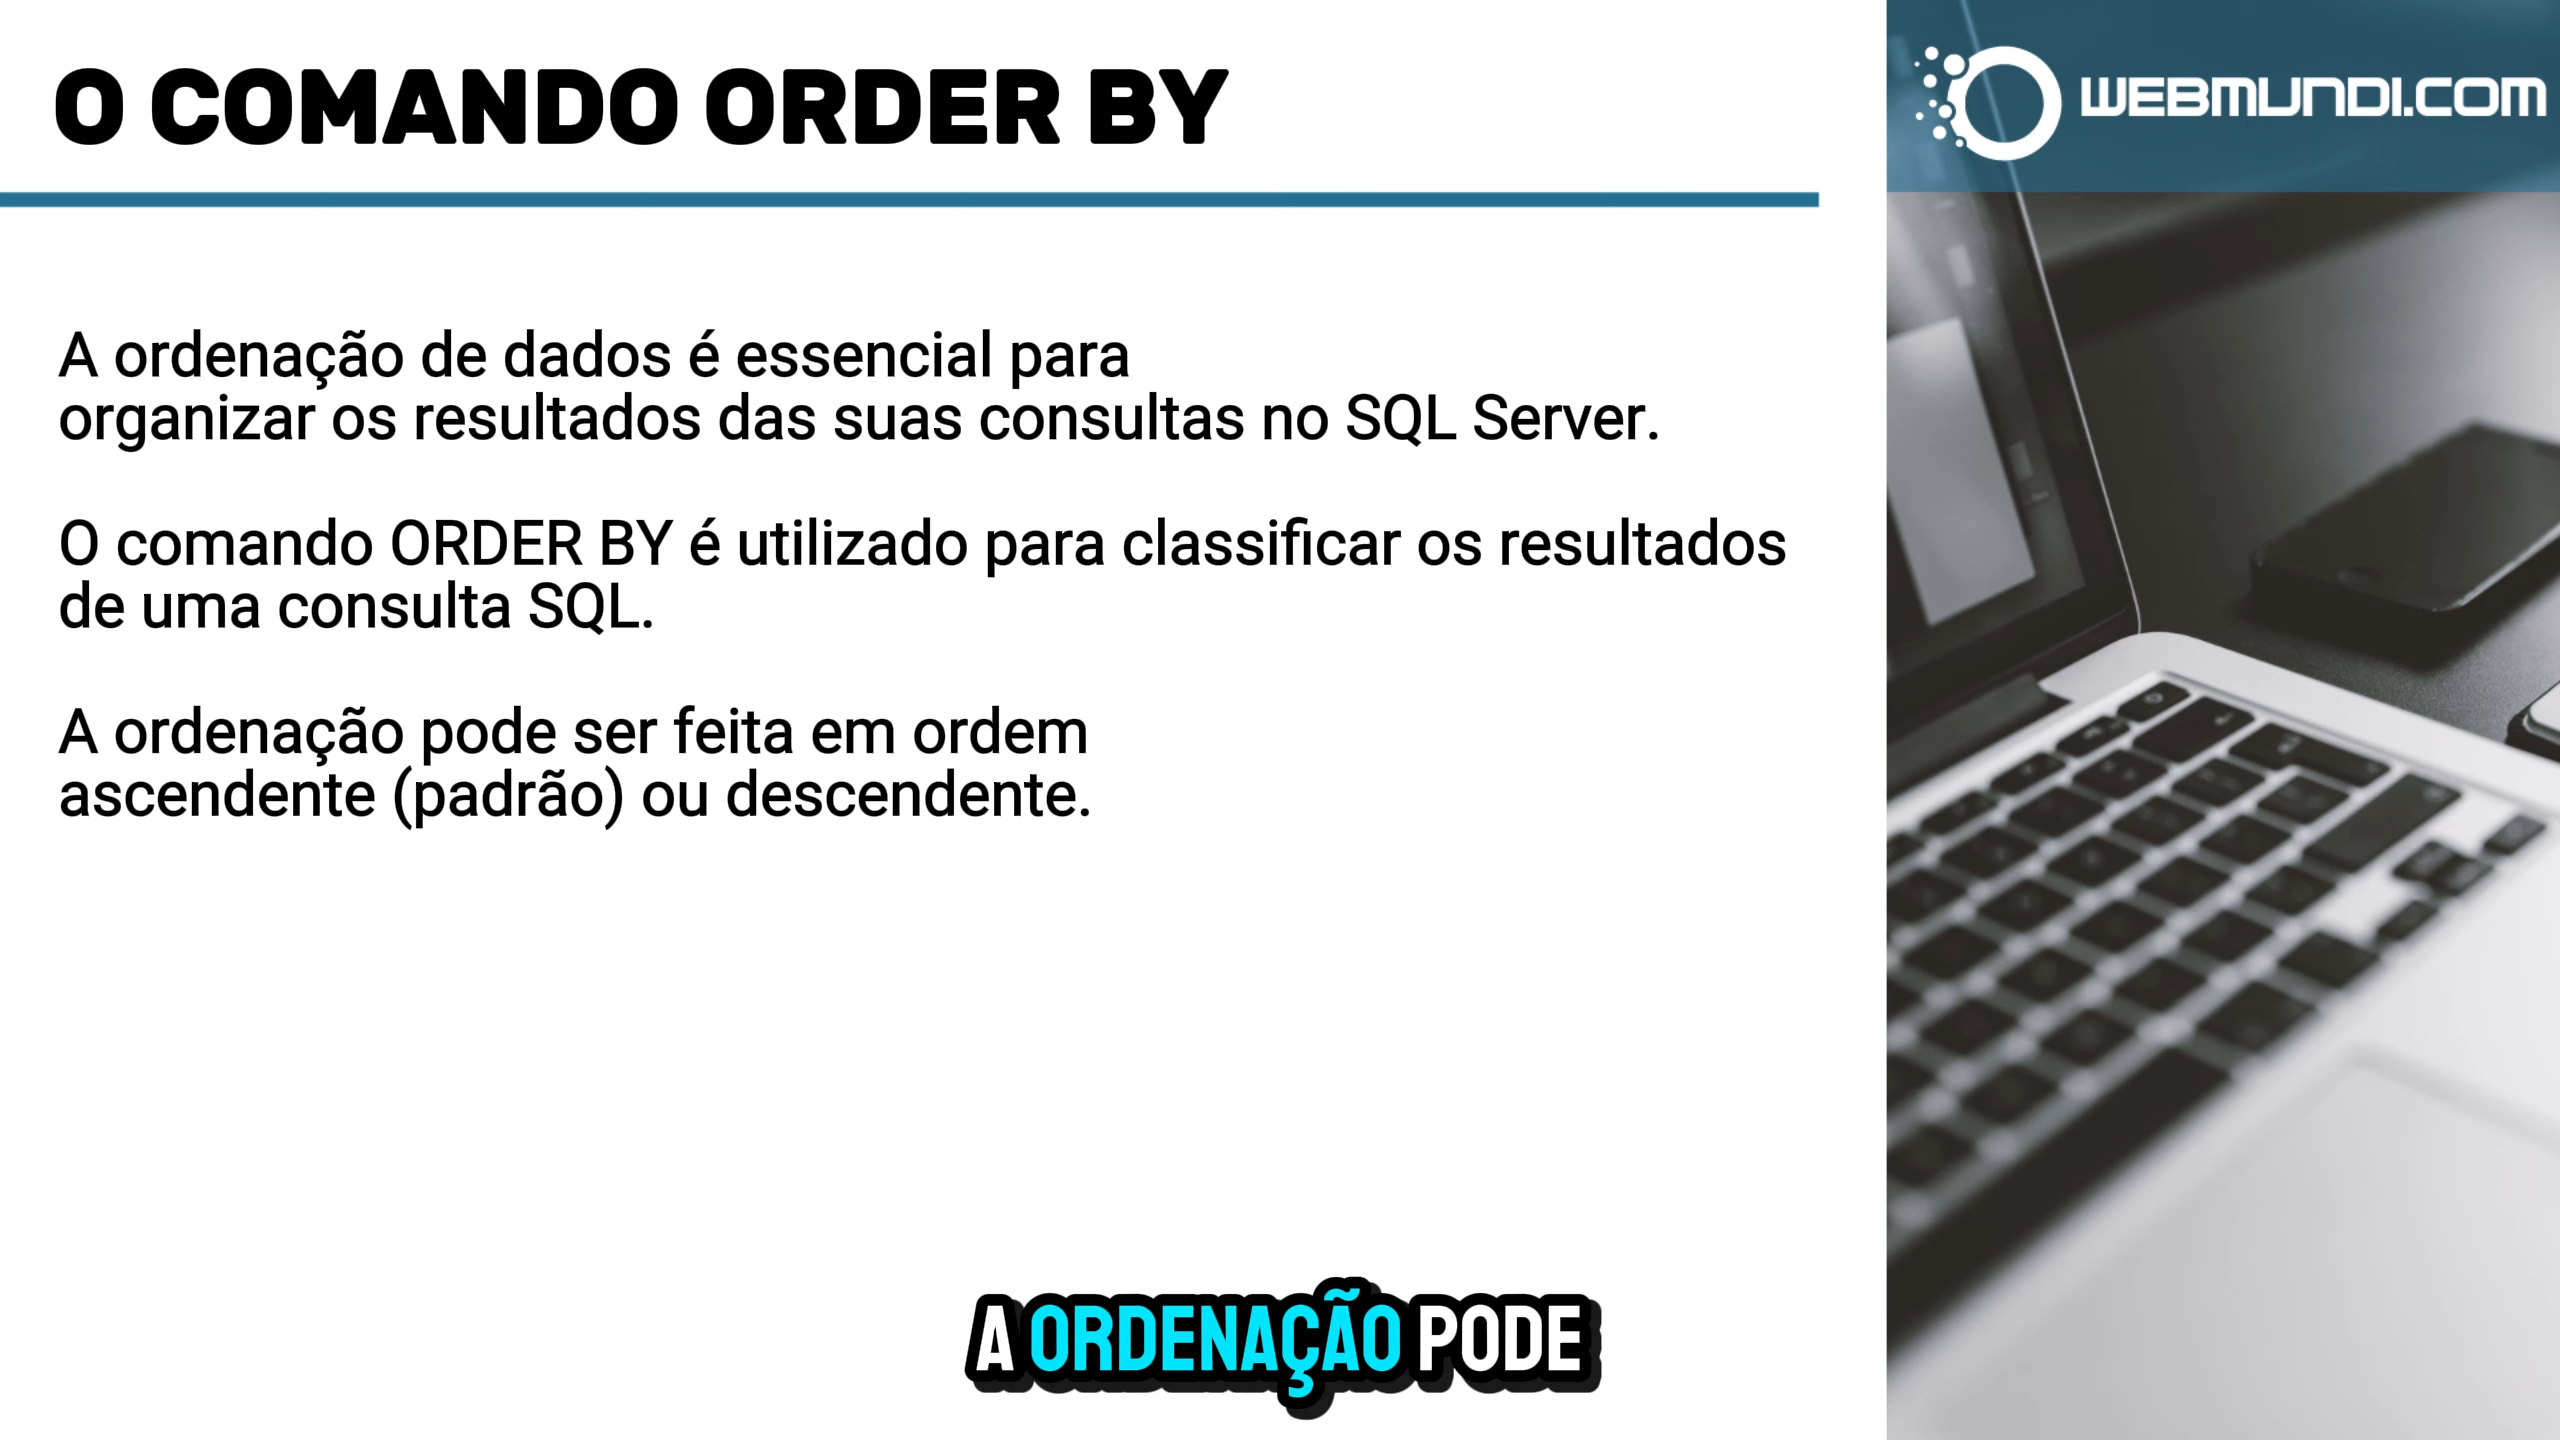 O COMANDO ORDER BY
WEBMUNDI.COM
A ordenação de dados é essencial para
organizar os resultados das suas consultas no SQL Server.
O comando ORDER BY é utilizado para classificar os resultados
de uma consulta SQL.
A ordenação pode ser feita em ordem
ascendente (padrão) ou descendente.
A ORDENAÇÃO PODE